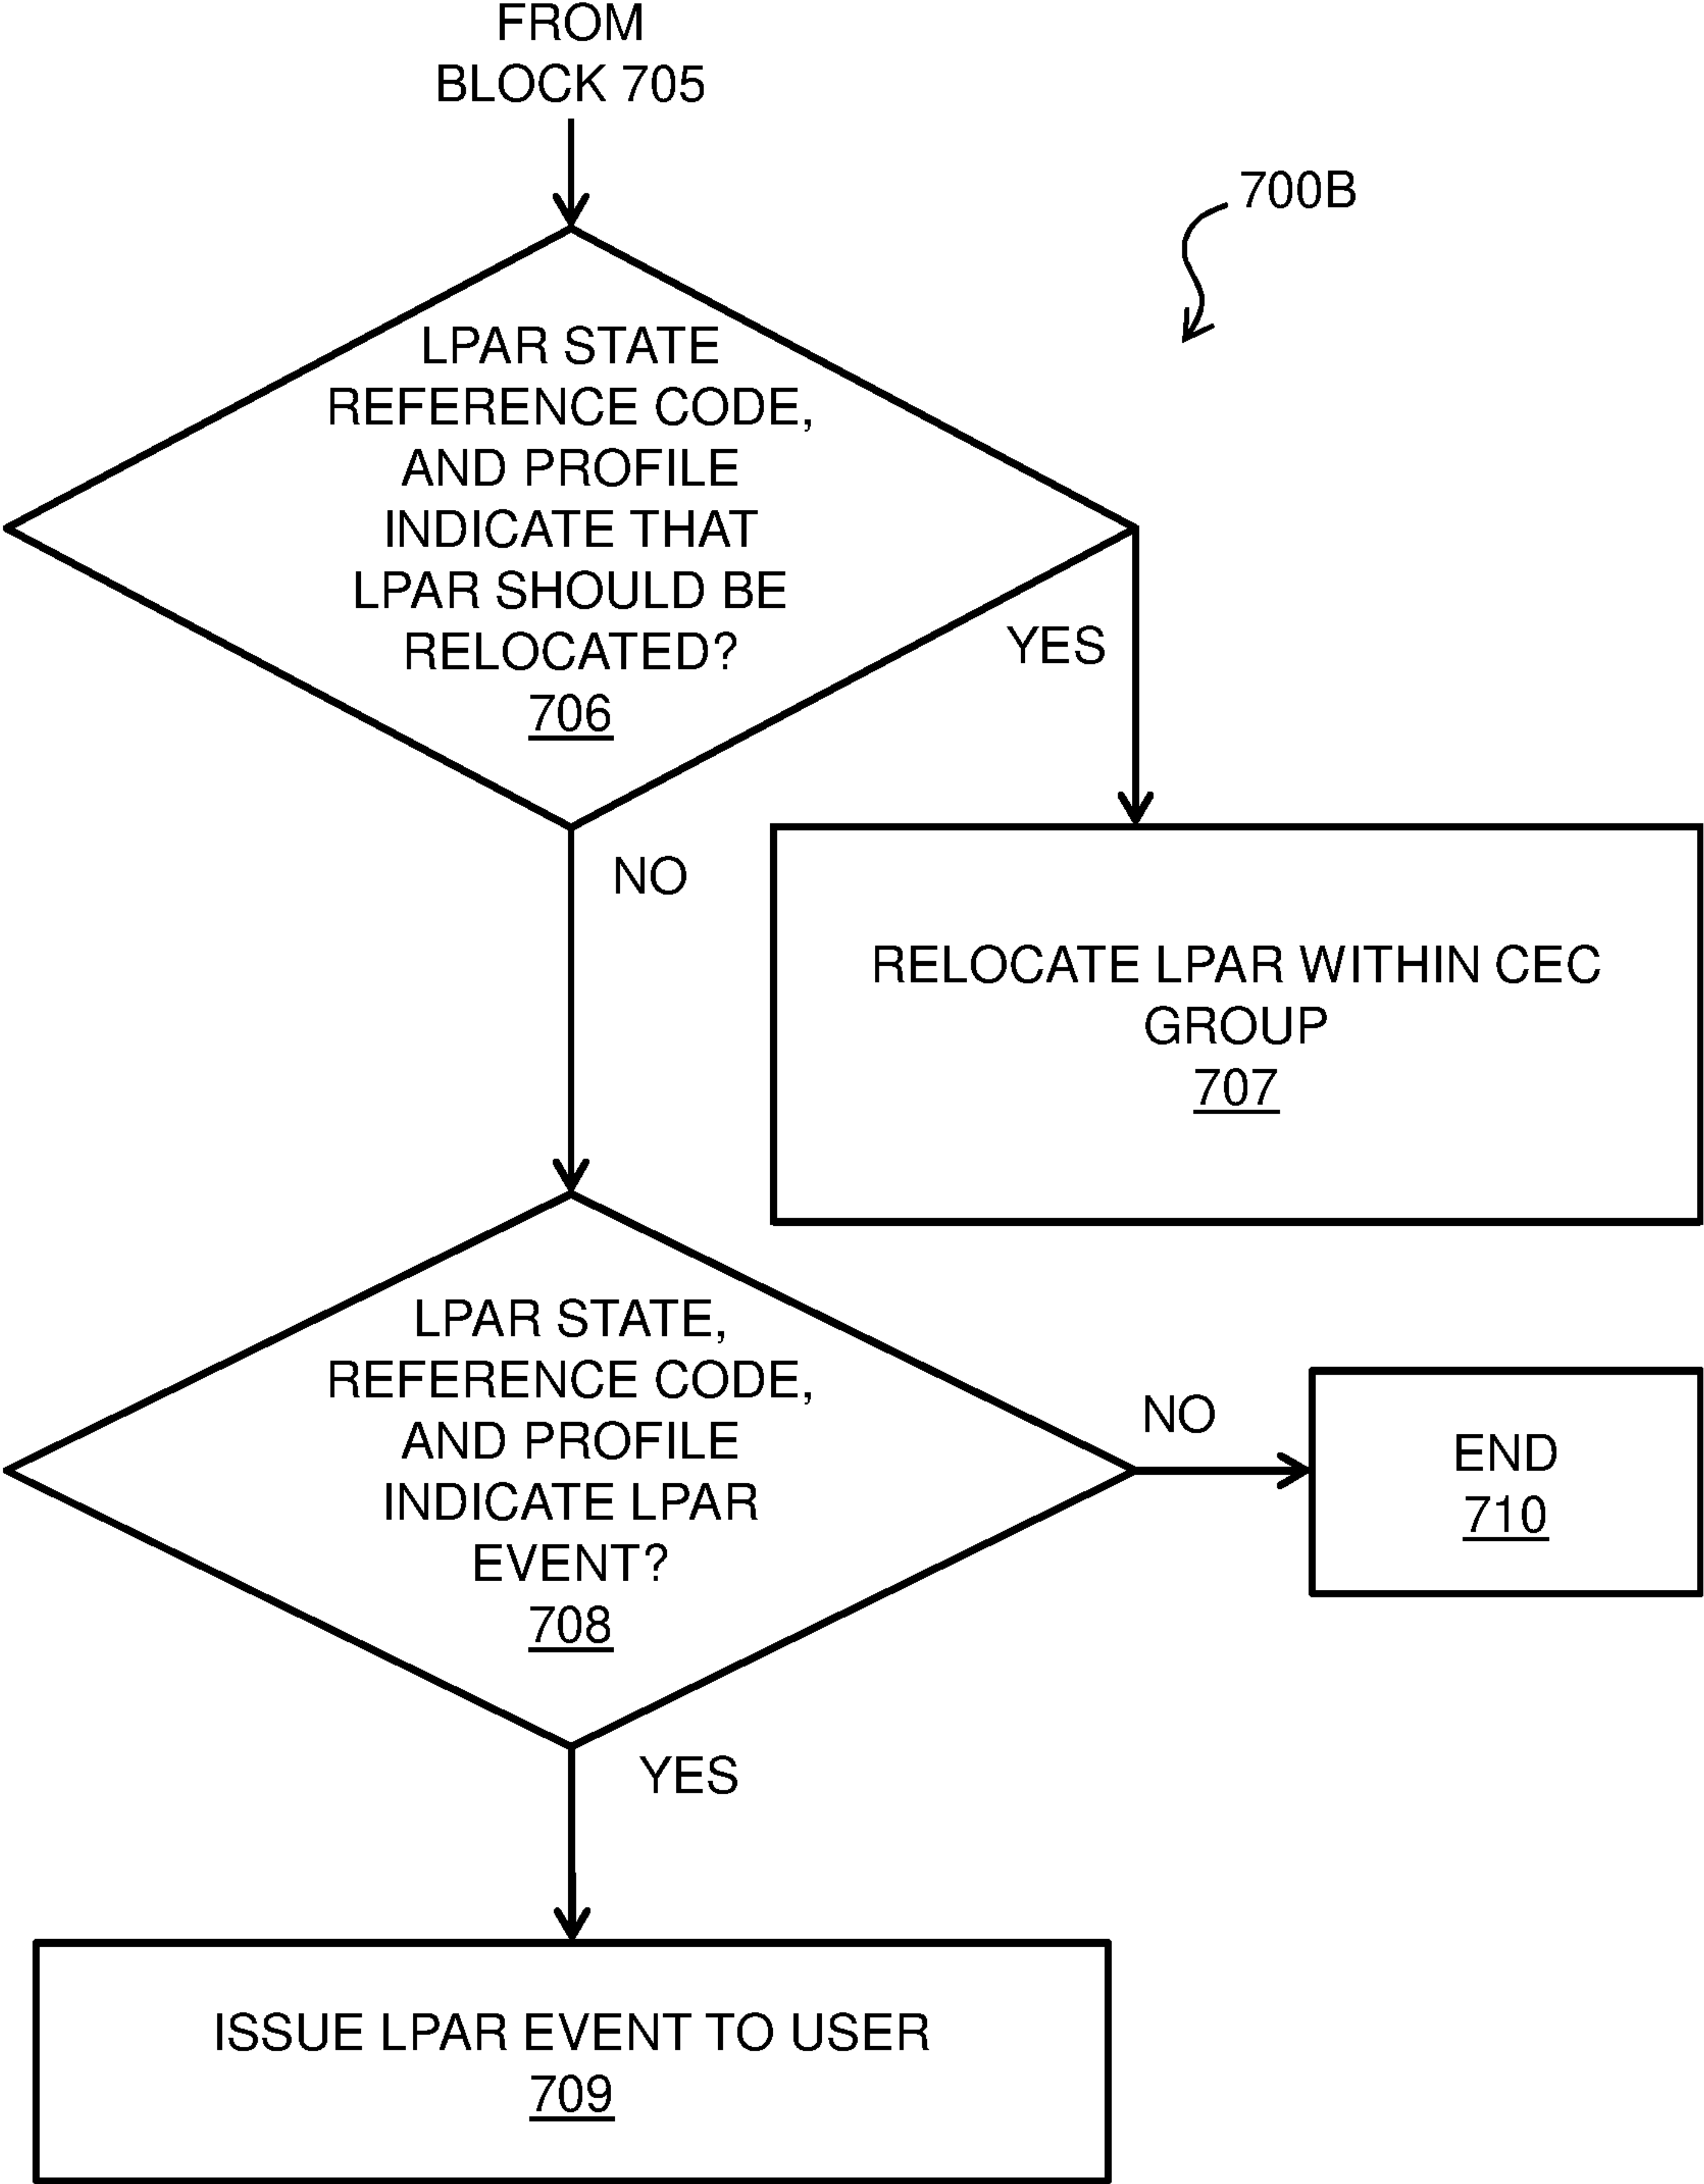 FROM
BLOCK 705
700B
LPAR STATE
REFERENCE CODE,
AND PROFILE
INDICATE THAT
LPAR SHOULD BE
RELOCATED?
706
YES
NO
RELOCATE LPAR WITHIN CEC
GROUP
707
LPAR STATE,
REFERENCE CODE,
AND PROFILE
INDICATE LPAR
EVENT?
708
NO
END
710
YES
ISSUE LPAR EVENT TO USER
709